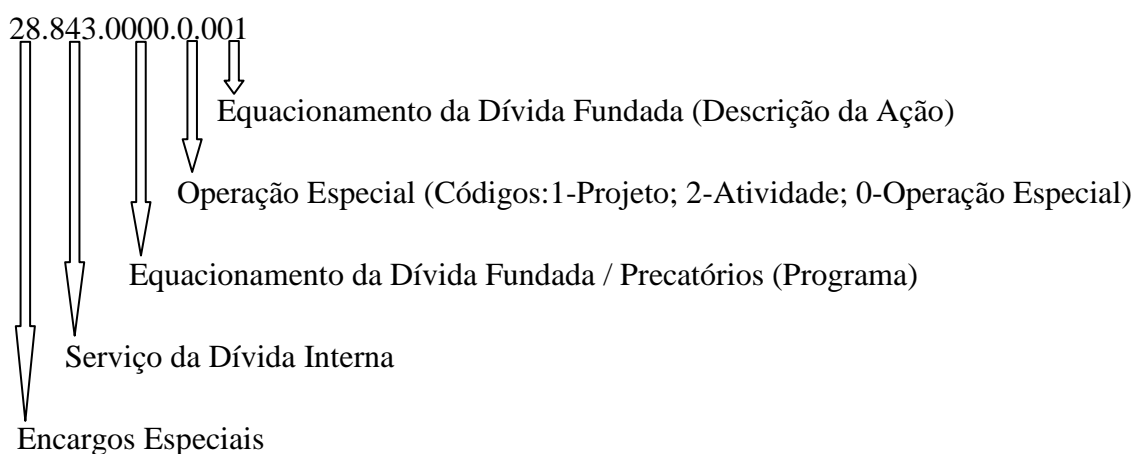 28.843.0000.0.001
Equacionamento da Dívida Fundada (Descrição da Ação)
Operação Especial (Códigos:1-Projeto; 2-Atividade; 0-Operação Especial)
Equacionamento da Dívida Fundada / Precatórios (Programa)
Serviço da Dívida Interna
Encargos Especiais